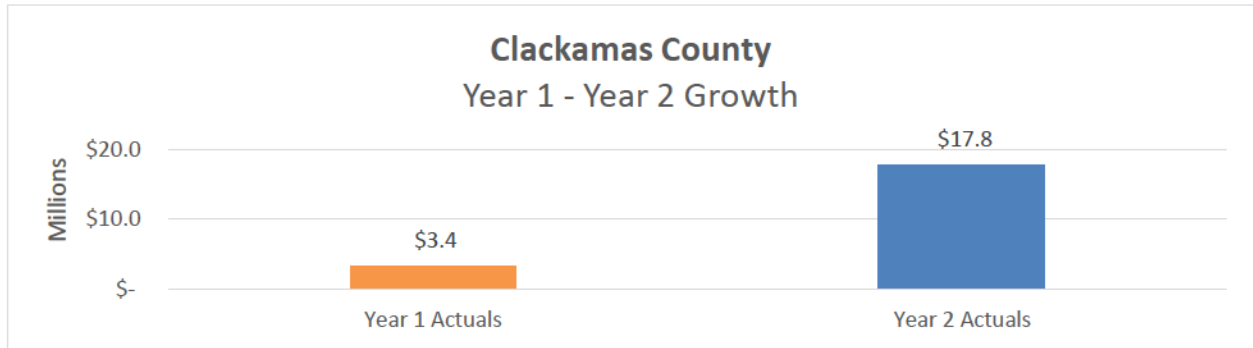 Clackamas County
Year 1 - Year 2 Growth
Millions
$20.0
$10.0
$-
$3.4
$17.8
Year 1 Actuals
Year 2 Actuals